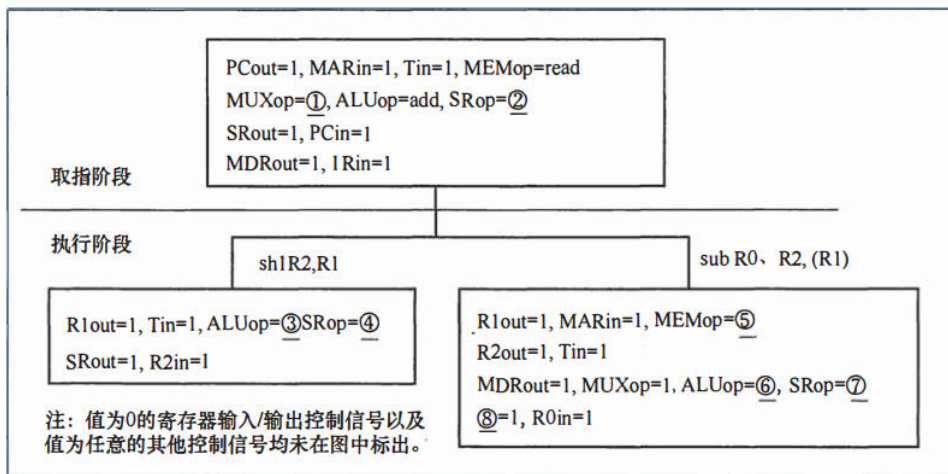 PCout=1, MARin=1, Tin=1, MEMop=read
MUXop=①, ALUop=add, SRop=②
SRout=1, PCin=1
MDRout=1, 1Rin=1
取指阶段
执行阶段
sh1R2,R1
sub R0、R2, (R1)
R1out=1, Tin=1, ALUop=③SRop=④
SRout=1, R2in=1
R1out=1, MARin=1, MEMop=⑤
R2out=1, Tin=1
MDRout=1, MUXop=1, ALUop=⑥, SRop=⑦
⑧=1, R0in=1
注：值为0的寄存器输入/输出控制信号以及
值为任意的其他控制信号均未在图中标出。